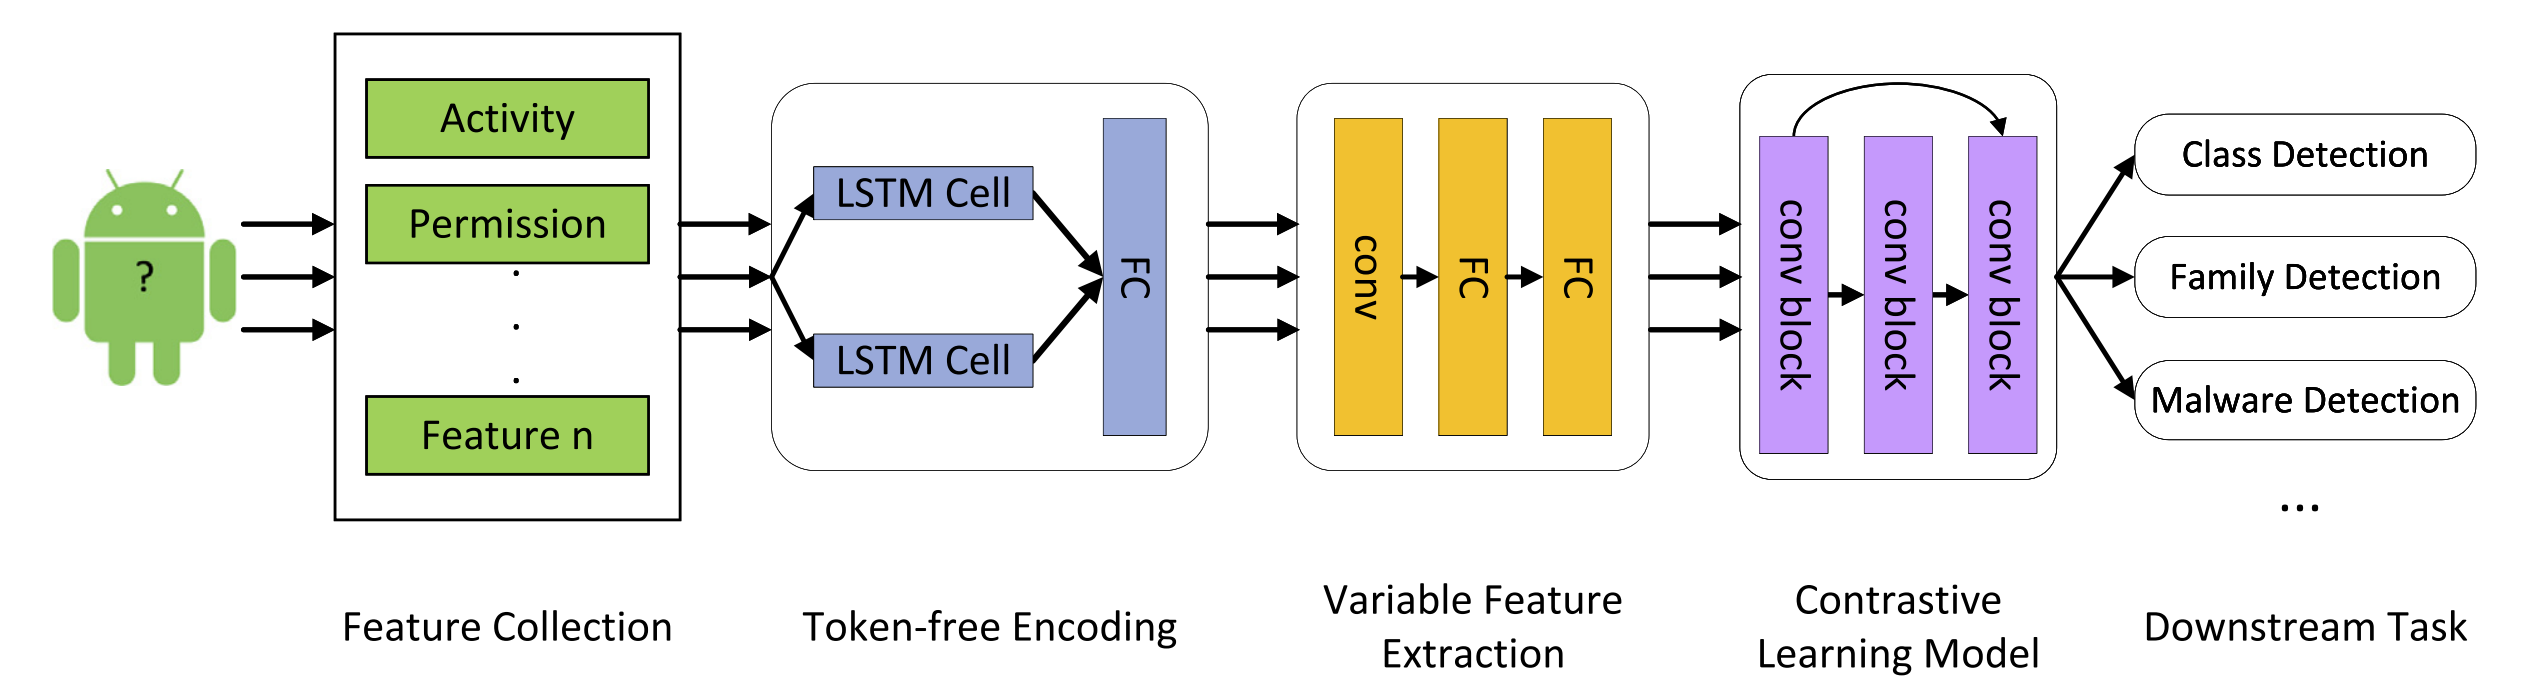 ?
Activity
Permission
.
.
.
Feature n
LSTM Cell
LSTM Cell
FC
conv
FC
FC
conv block
conv block
conv block
Class Detection
Family Detection
Malware Detection
...
Feature Collection
Token-free Encoding
Variable Feature
Extraction
Contrastive
Learning Model
Downstream Task